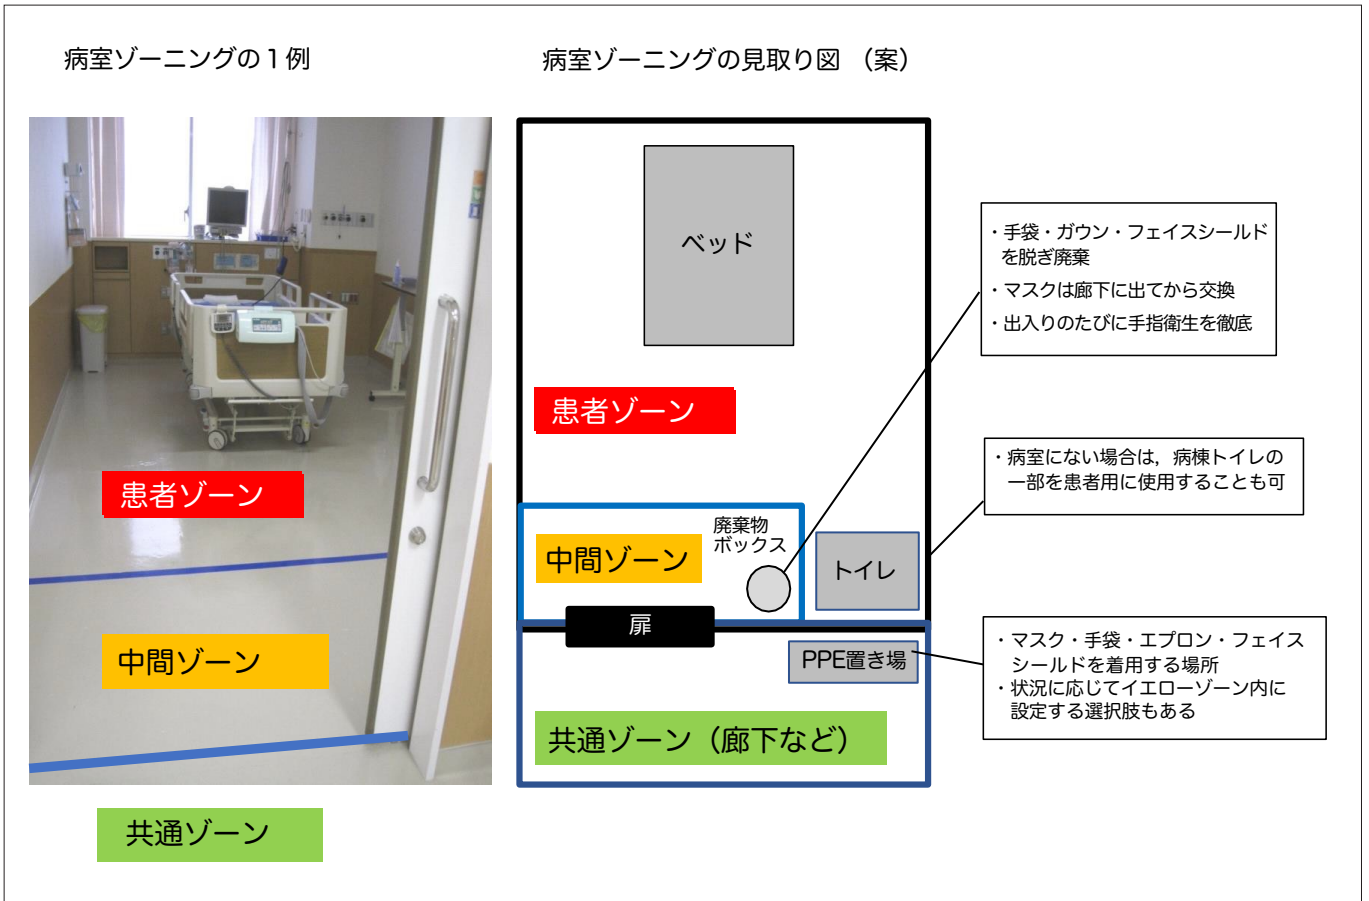 病室ゾーニングの１例
病室ゾーニングの見取り図 （案）
患者ゾーン
中間ゾーン
共通ゾーン
ベッド
患者ゾーン
中間ゾーン
廃棄物
ボックス
トイレ
扉
PPE置き場
共通ゾーン（廊下など）
・手袋・ガウン・フェイスシールド
を脱ぎ廃棄
・マスクは廊下に出てから交換
・出入りのたびに手指衛生を徹底
・病室にない場合は，病棟トイレの
一部を患者用に使用することも可
・マスク・手袋・エプロン・フェイス
シールドを着用する場所
・状況に応じてイエローゾーン内に
設定する選択肢もある